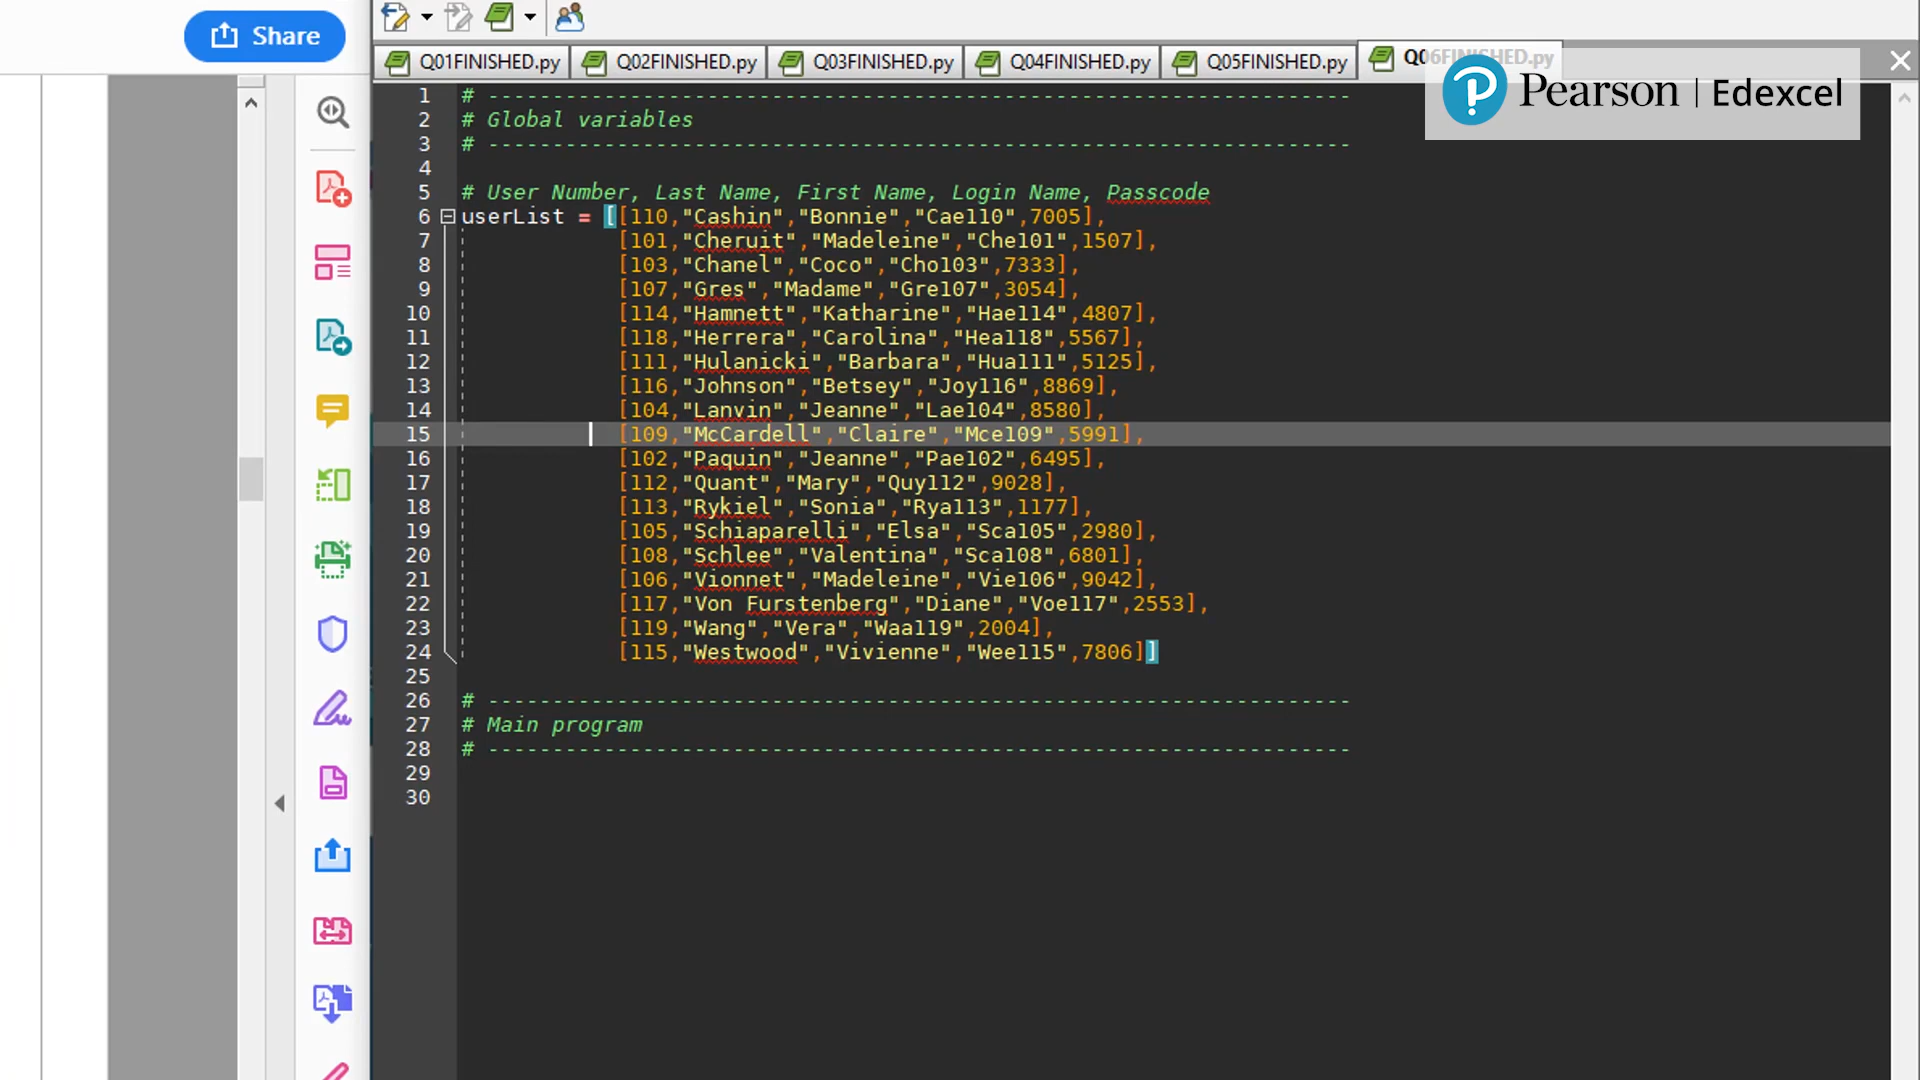 Share
Q01FINISHED.py Q02FINISHED.py Q03FINISHED.py Q04FINISHED.py Q05FINISHED.py Q06FINISHED.py
Pearson | Edexcel
1 # -------------------------------------------------------------------
2 # Global variables
3 # -------------------------------------------------------------------
4
5 # User Number, Last Name, First Name, Login Name, Passcode
6 userList = [[110,"Cashin","Bonnie","Cae110",7005],
7 [101,"Cheruit","Madeleine","Che101",1507],
8 [103,"Chanel","Coco","Cho103",7333],
9 [107,"Gres","Madame","Gre107",3054],
10 [114,"Hamnett","Katharine","Hae114",4807],
11 [118,"Herrera","Carolina","Hea118",5567],
12 [111,"Hulanicki","Barbara","Hua111",5125],
13 [116,"Johnson","Betsey","Joy116",8869],
14 [104,"Lanvin","Jeanne","Lae104",8580],
15 [109,"McCardell","Claire","Mce109",5991],
16 [102,"Paquin","Jeanne","Pae102",6495],
17 [112,"Quant","Mary","Quy112",9028],
18 [113,"Rykiel","Sonia","Rya113",1177],
19 [105,"Schiaparelli","Elsa","Sca105",2980],
20 [108,"Schlee","Valentina","Sca108",6801],
21 [106,"Vionnet","Madeleine","Vie106",9042],
22 [117,"Von Furstenberg","Diane","Voe117",2553],
23 [119,"Wang","Vera","Waa119",2004],
24 [115,"Westwood","Vivienne","Wee115",7806]]
25
26 # -------------------------------------------------------------------
27 # Main program
28 # -------------------------------------------------------------------
29
30